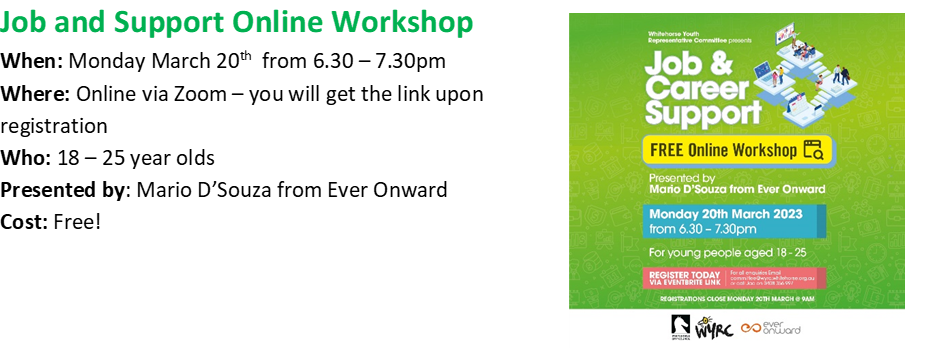 Job and Support Online Workshop
When: Monday March 20th from 6.30 – 7.30pm
Where: Online via Zoom – you will get the link upon
registration
Who: 18 – 25 year olds
Presented by: Mario D’Souza from Ever Onward
Cost: Free!
Whitehorse Youth
Representative Committee presents
Job &
Career
Support
FREE Online Workshop
Presented by
Mario D'Souza from Ever Onward
Monday 20th March 2023
from 6.30 – 7.30pm
For young people aged 18 - 25
REGISTER TODAY
VIA EVENTBRITE LINK
For all enquiries Email
REGISTRATIONS CLOSE MONDAY 20TH MARCH @ 9AM
WYRC
ever
onward